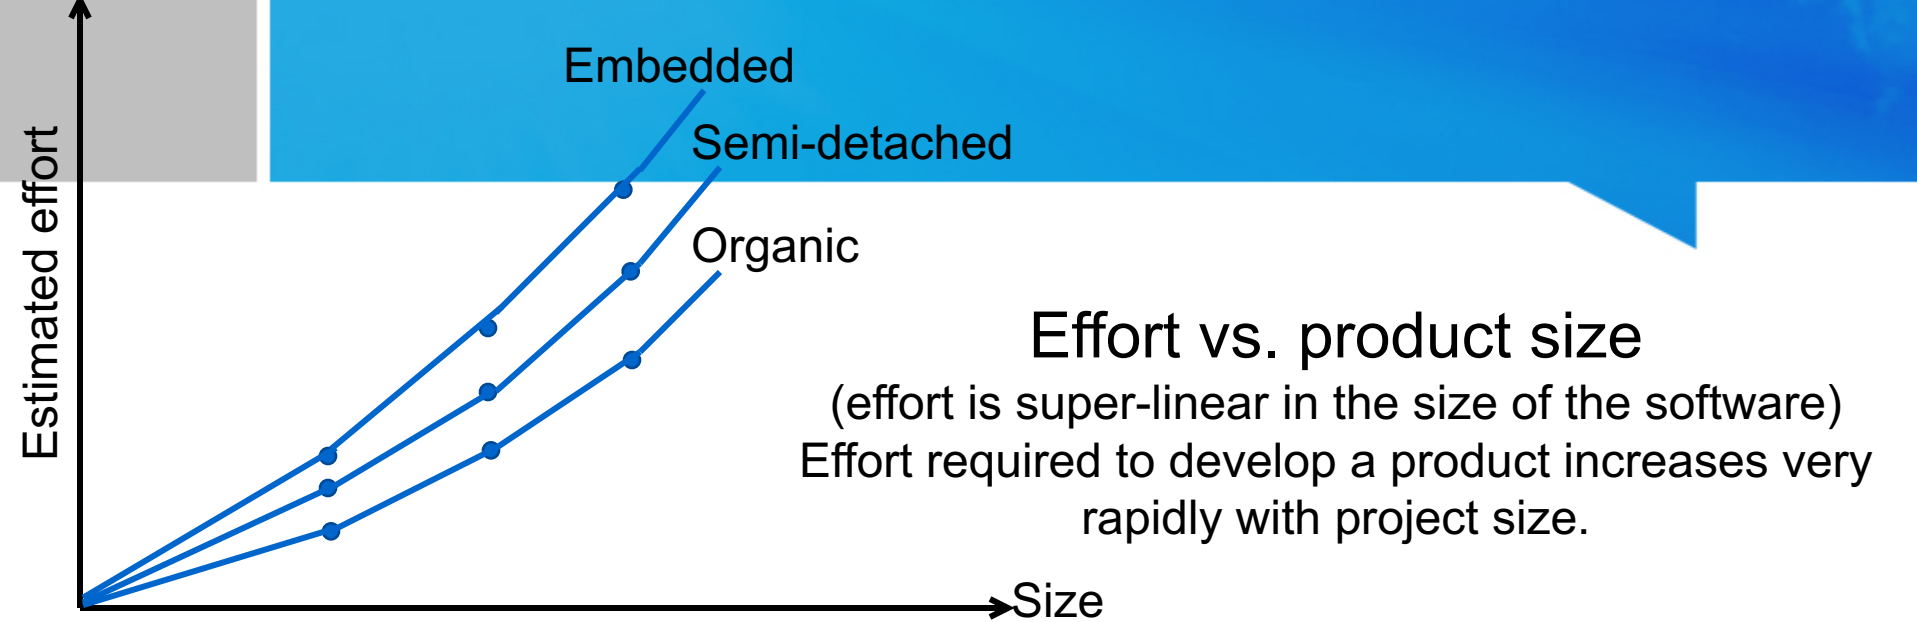 Embedded
Semi-detached
Organic
Estimated effort
Size
Effort vs. product size
(effort is super-linear in the size of the software)
Effort required to develop a product increases very
rapidly with project size.